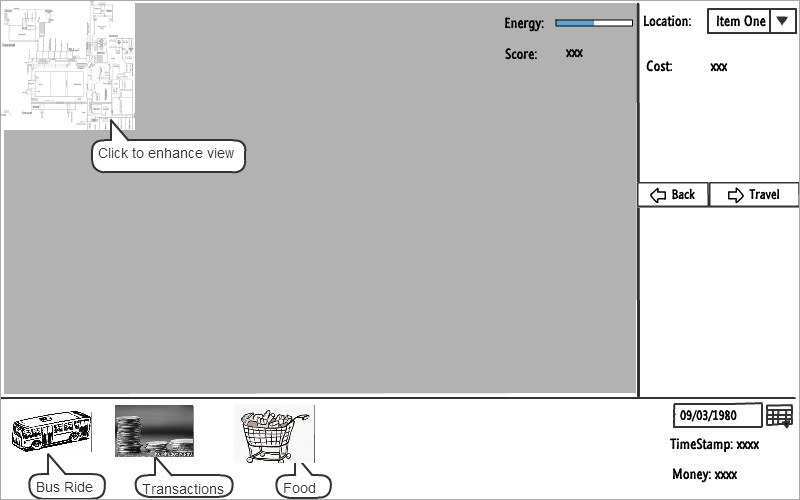 Energy:
Score: xxx
Click to enhance view
Location: Item One
Cost: xxx
Back
Travel
Bus Ride
Transactions
Food
09/03/1980
TimeStamp: xxxx
Money: xxxx